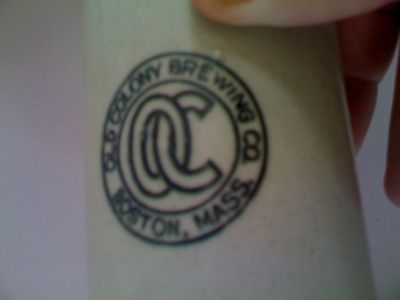 OLD COLONY BREWING CO.
OC
BOSTON, MASS.